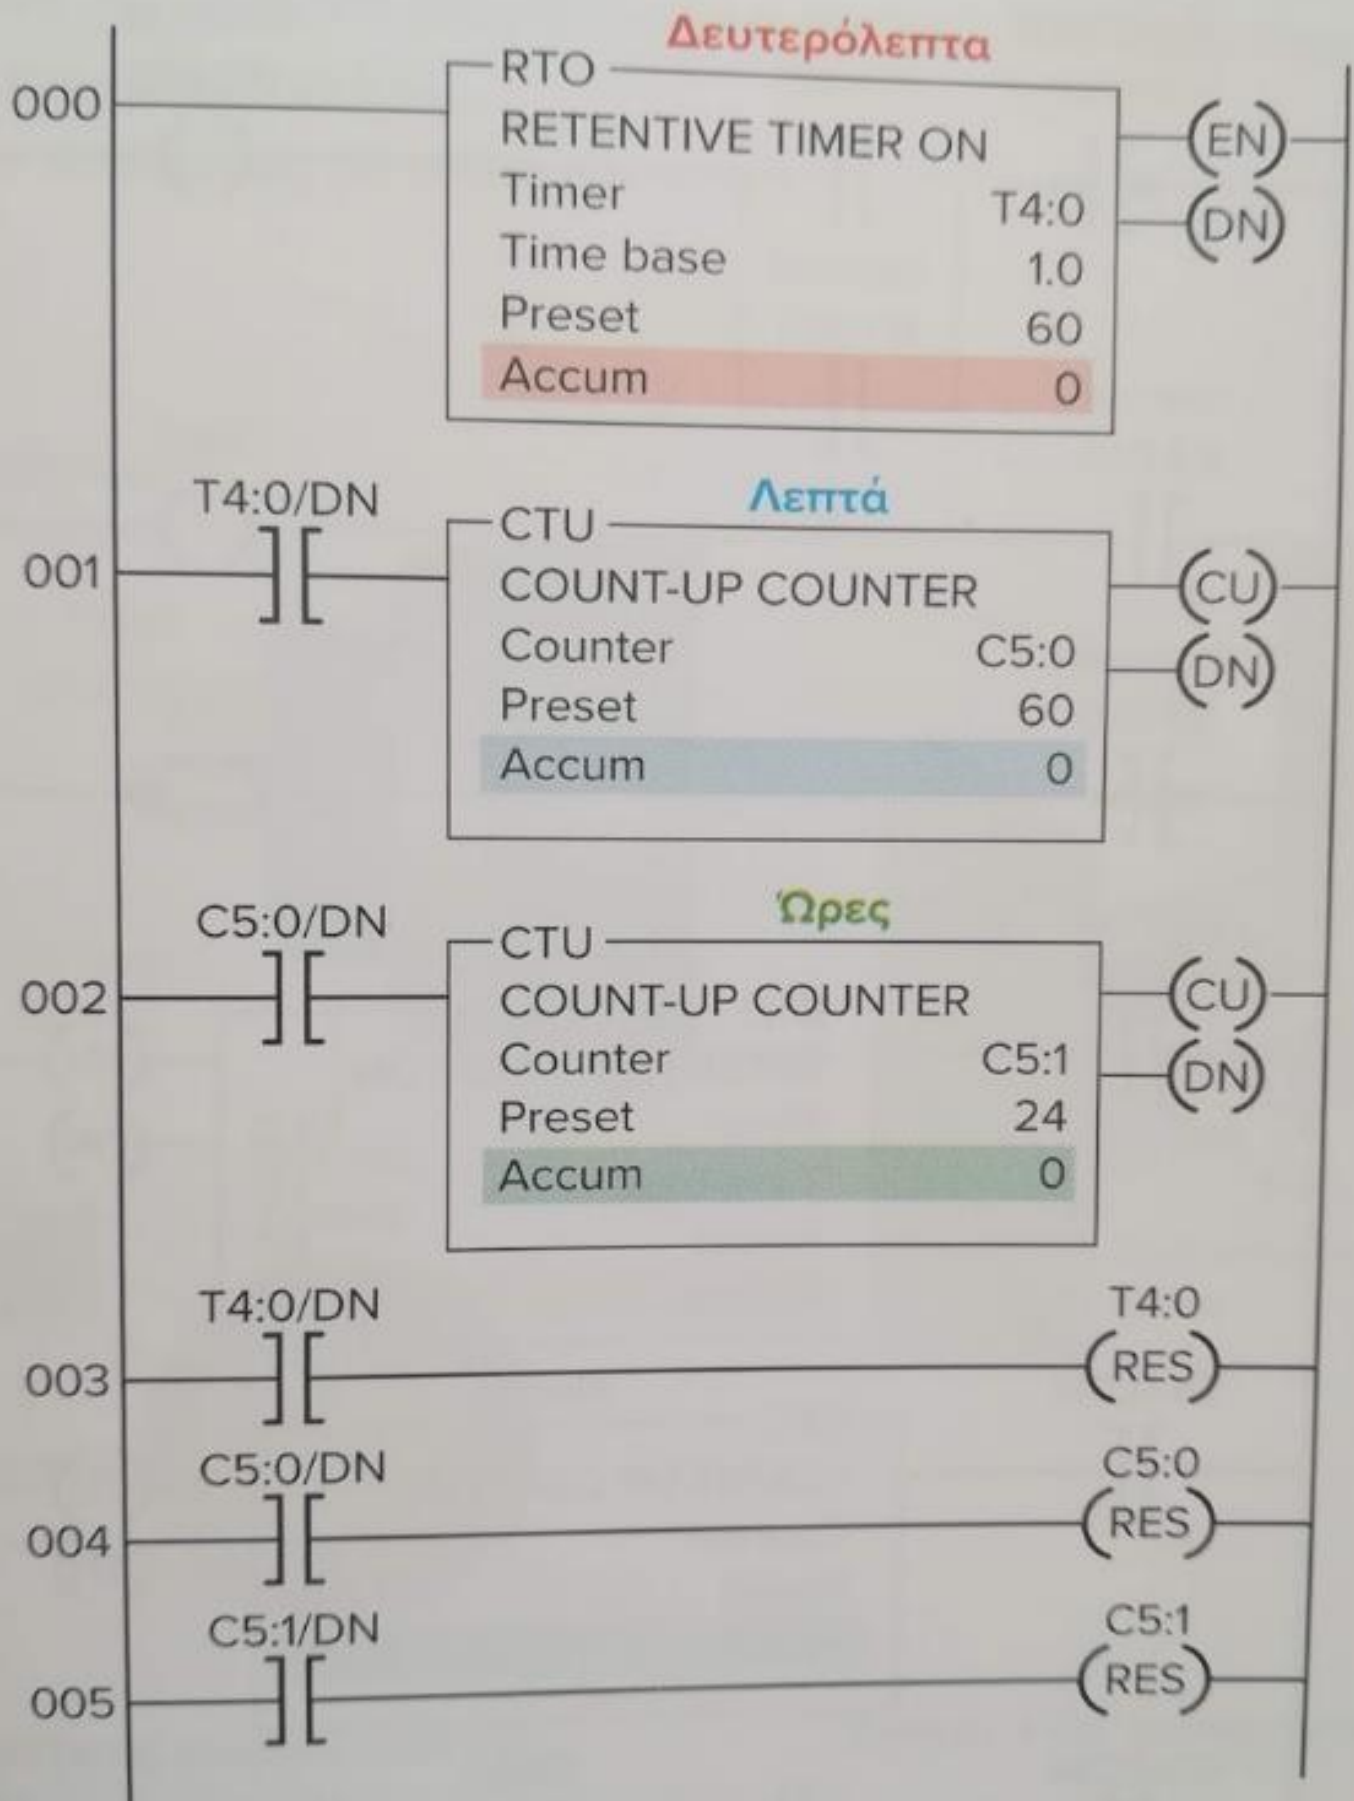 Δευτερόλεπτα
000
RTO
RETENTIVE TIMER ON
Timer T4:0
Time base 1.0
Preset 60
Accum 0
(EN)
(DN)
Λεπτά
T4:0/DN
001
CTU
COUNT-UP COUNTER
Counter C5:0
Preset 60
Accum 0
(CU)
(DN)
Ώρες
C5:0/DN
002
CTU
COUNT-UP COUNTER
Counter C5:1
Preset 24
Accum 0
(CU)
(DN)
T4:0/DN T4:0
003 (RES)
C5:0/DN C5:0
004 (RES)
C5:1/DN C5:1
005 (RES)